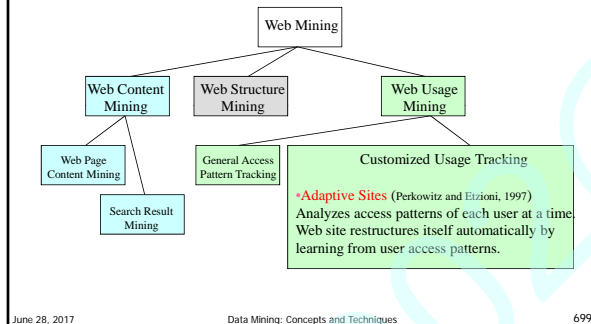 Web Mining
Web Content
Mining
Web Structure
Mining
Web Usage
Mining
Web Page
Content Mining
Search Result
Mining
General Access
Pattern Tracking
Customized Usage Tracking
•Adaptive Sites (Perkowitz and Etzioni, 1997)
Analyzes access patterns of each user at a time.
Web site restructures itself automatically by
learning from user access patterns.
June 28, 2017 Data Mining: Concepts and Techniques 699